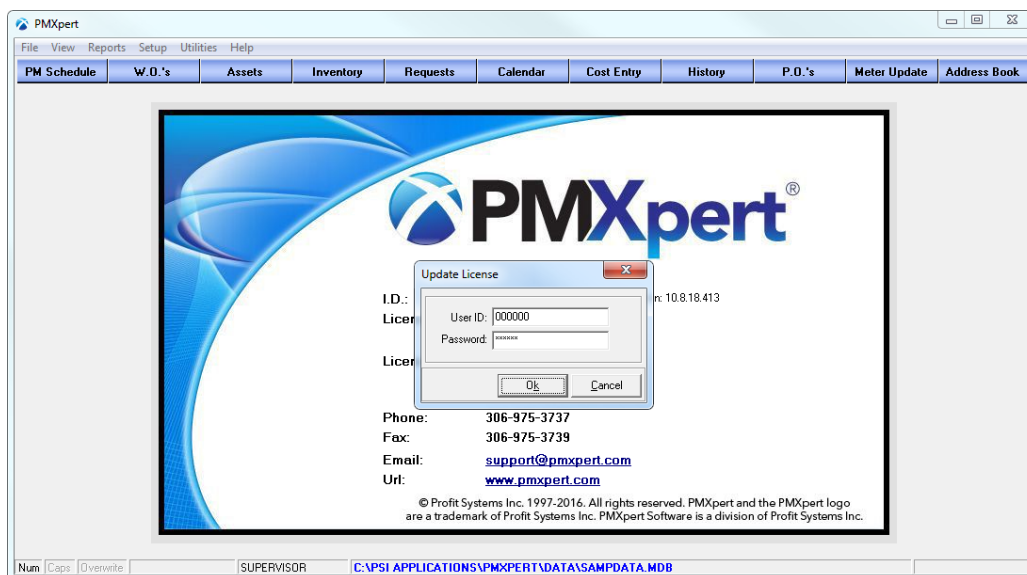 PMXpert
File View Reports Setup Utilities Help
PM Schedule W.O.'s Assets Inventory Requests Calendar Cost Entry History P.O.'s Meter Update Address Book
PMXpert®
Update License
I.D.: n: 10.8.18.413
User ID: 000000
Licen
Password: ******
Licen
Ok Cancel
Phone: 306-975-3737
Fax: 306-975-3739
Email: support@pmxpert.com
Url: www.pmxpert.com
© Profit Systems Inc. 1997-2016. All rights reserved. PMXpert and the PMXpert logo
are a trademark of Profit Systems Inc. PMXpert Software is a division of Profit Systems Inc.
Num Caps Overwrite SUPERVISOR C:\PSI APPLICATIONS\PMXPERT\DATA\SAMPDATA.MDB